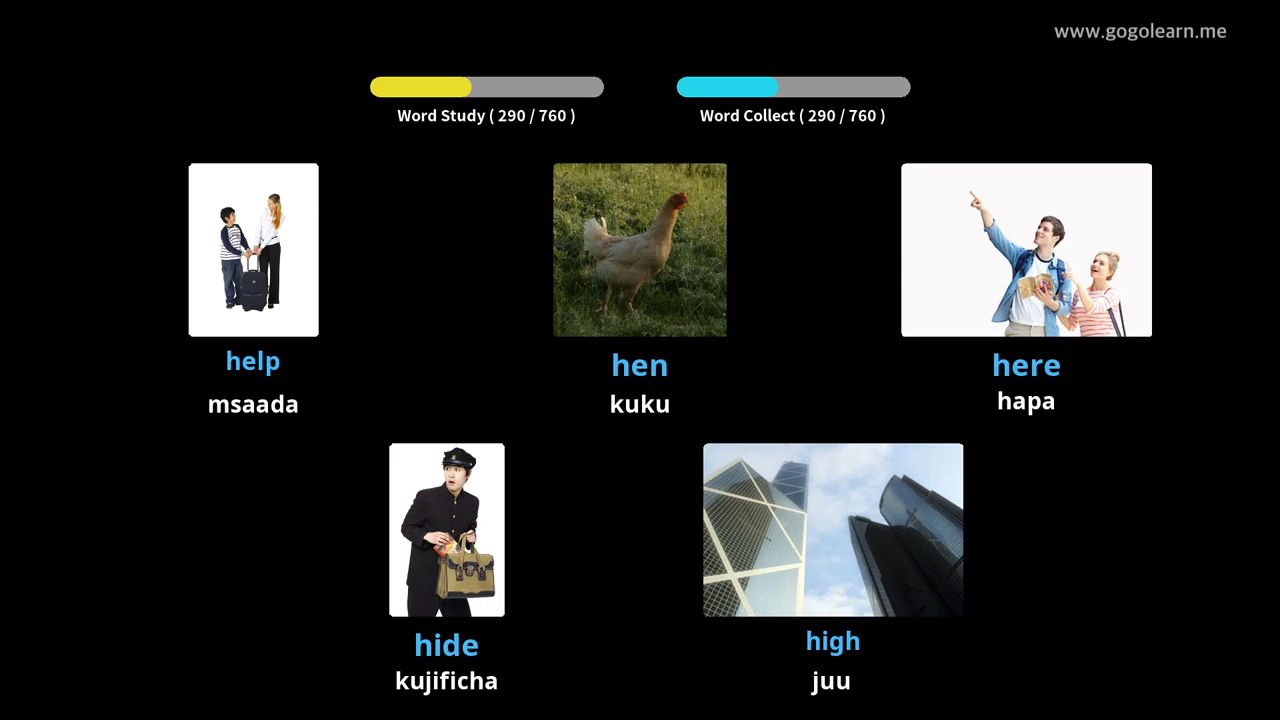 www.gogolearn.me
Word Study ( 290 / 760 )
Word Collect ( 290 / 760 )
help
msaada
hen
kuku
here
hapa
hide
kujificha
high
juu